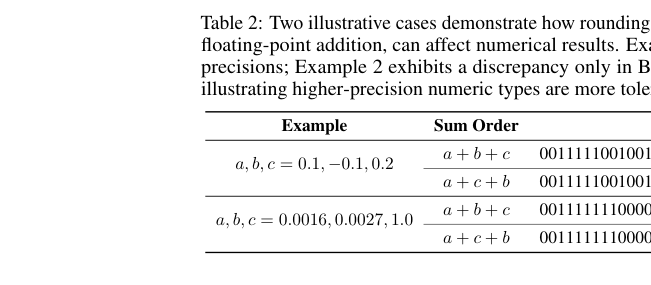 Table 2: Two illustrative cases demonstrate how rounding
floating-point addition, can affect numerical results.
precisions; Example 2 exhibits a discrepancy only in B
illustrating higher-precision numeric types are more
Example Sum Order
a, b, c = 0.1, −0.1, 0.2
a + b + c 0011111001001
a + c + b 0011111001001
a, b, c = 0.0016, 0.0027, 1.0
a + b + c 0011111110000
a + c + b 0011111110000